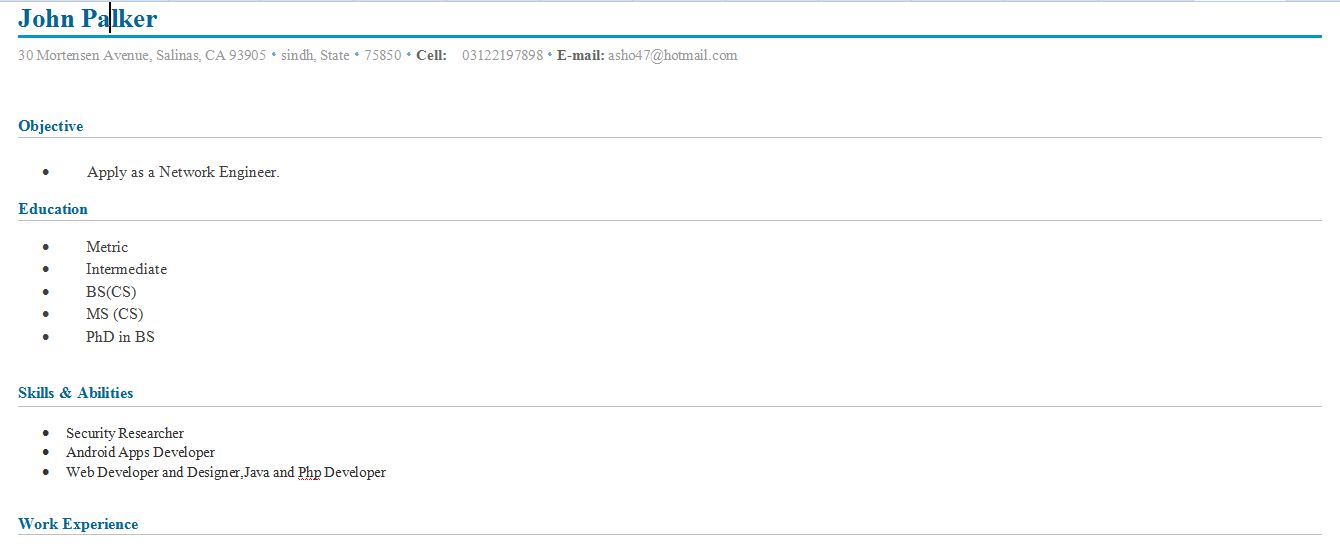 John Palker
30 Mortensen Avenue, Salinas, CA 93905 • sindh, State • 75850 • Cell: 03122197898 • E-mail: asho47@hotmail.com
Objective
• Apply as a Network Engineer.
Education
• Metric
• Intermediate
• BS(CS)
• MS (CS)
• PhD in BS
Skills & Abilities
• Security Researcher
• Android Apps Developer
• Web Developer and Designer,Java and Php Developer
Work Experience